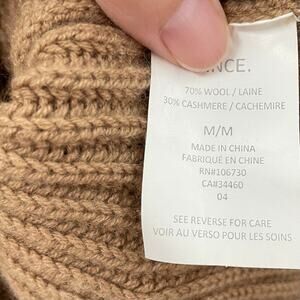 INCE.
70% WOOL / LAINE
30% CASHMERE / CACHEMIRE
M/M
MADE IN CHINA
FABRIQUÉ EN CHINE
RN#106730
CA#34460
04
SEE REVERSE FOR CARE
VOIR AU VERSO POUR LES SOINS